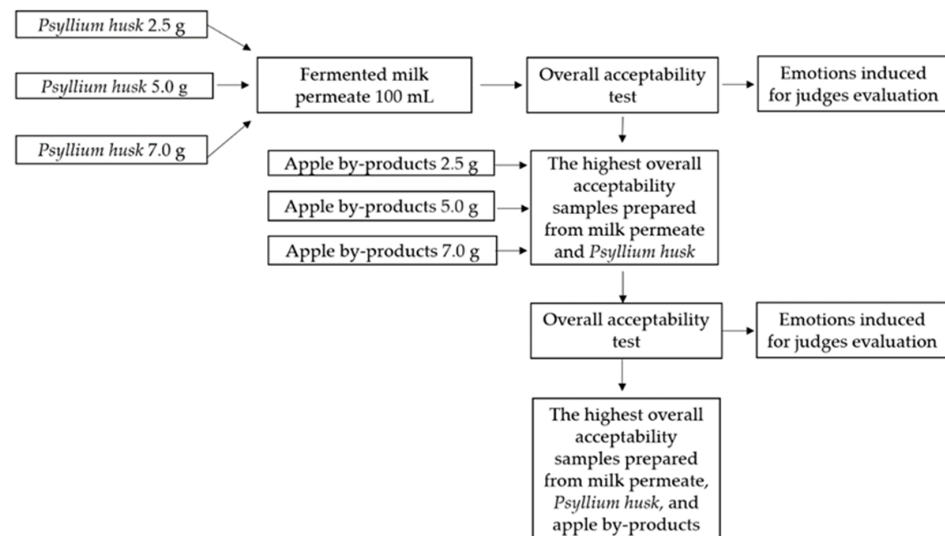 Psyllium husk 2.5 g
Psyllium husk 5.0 g
Psyllium husk 7.0 g
Fermented milk
permeate 100 mL
Overall acceptability
test
Emotions induced
for judges evaluation
Apple by-products 2.5 g
Apple by-products 5.0 g
Apple by-products 7.0 g
The highest overall
acceptability
samples prepared
from milk permeate
and Psyllium husk
Overall acceptability
test
Emotions induced
for judges evaluation
The highest overall
acceptability
samples prepared
from milk permeate,
Psyllium husk, and
apple by-products